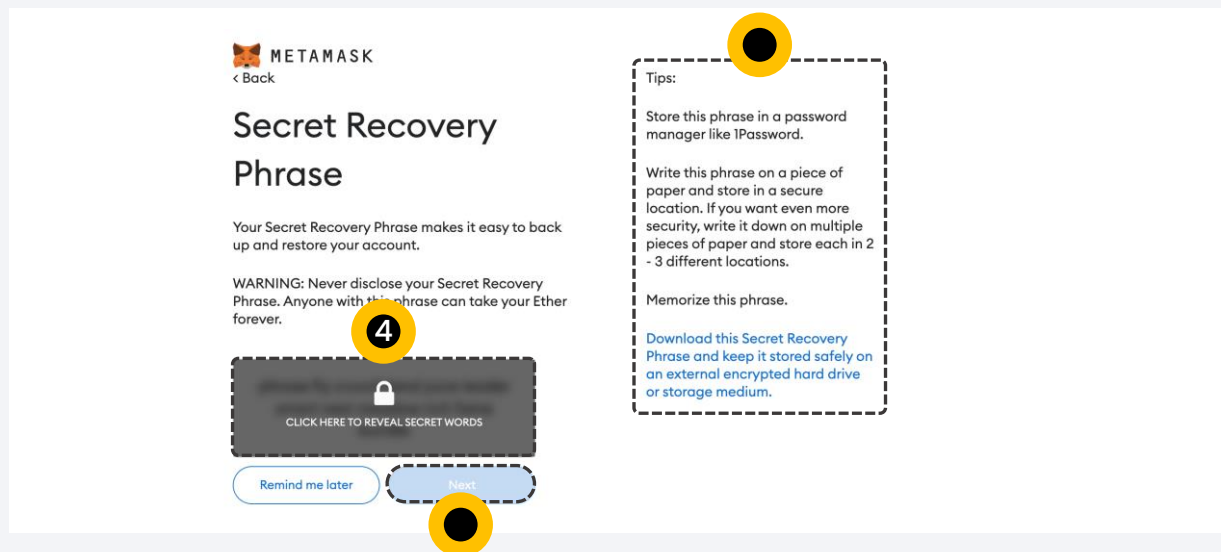 METAMASK
< Back
Secret Recovery
Phrase
Your Secret Recovery Phrase makes it easy to back
up and restore your account.
WARNING: Never disclose your Secret Recovery
Phrase. Anyone with this phrase can take your Ether
forever.
4
CLICK HERE TO REVEAL SECRET WORDS
Remind me later
Next
Tips:
Store this phrase in a password
manager like 1Password.
Write this phrase on a piece of
paper and store in a secure
location. If you want even more
security, write it down on multiple
pieces of paper and store each in 2
- 3 different locations.
Memorize this phrase.
Download this Secret Recovery
Phrase and keep it stored safely on
an external encrypted hard drive
or storage medium.